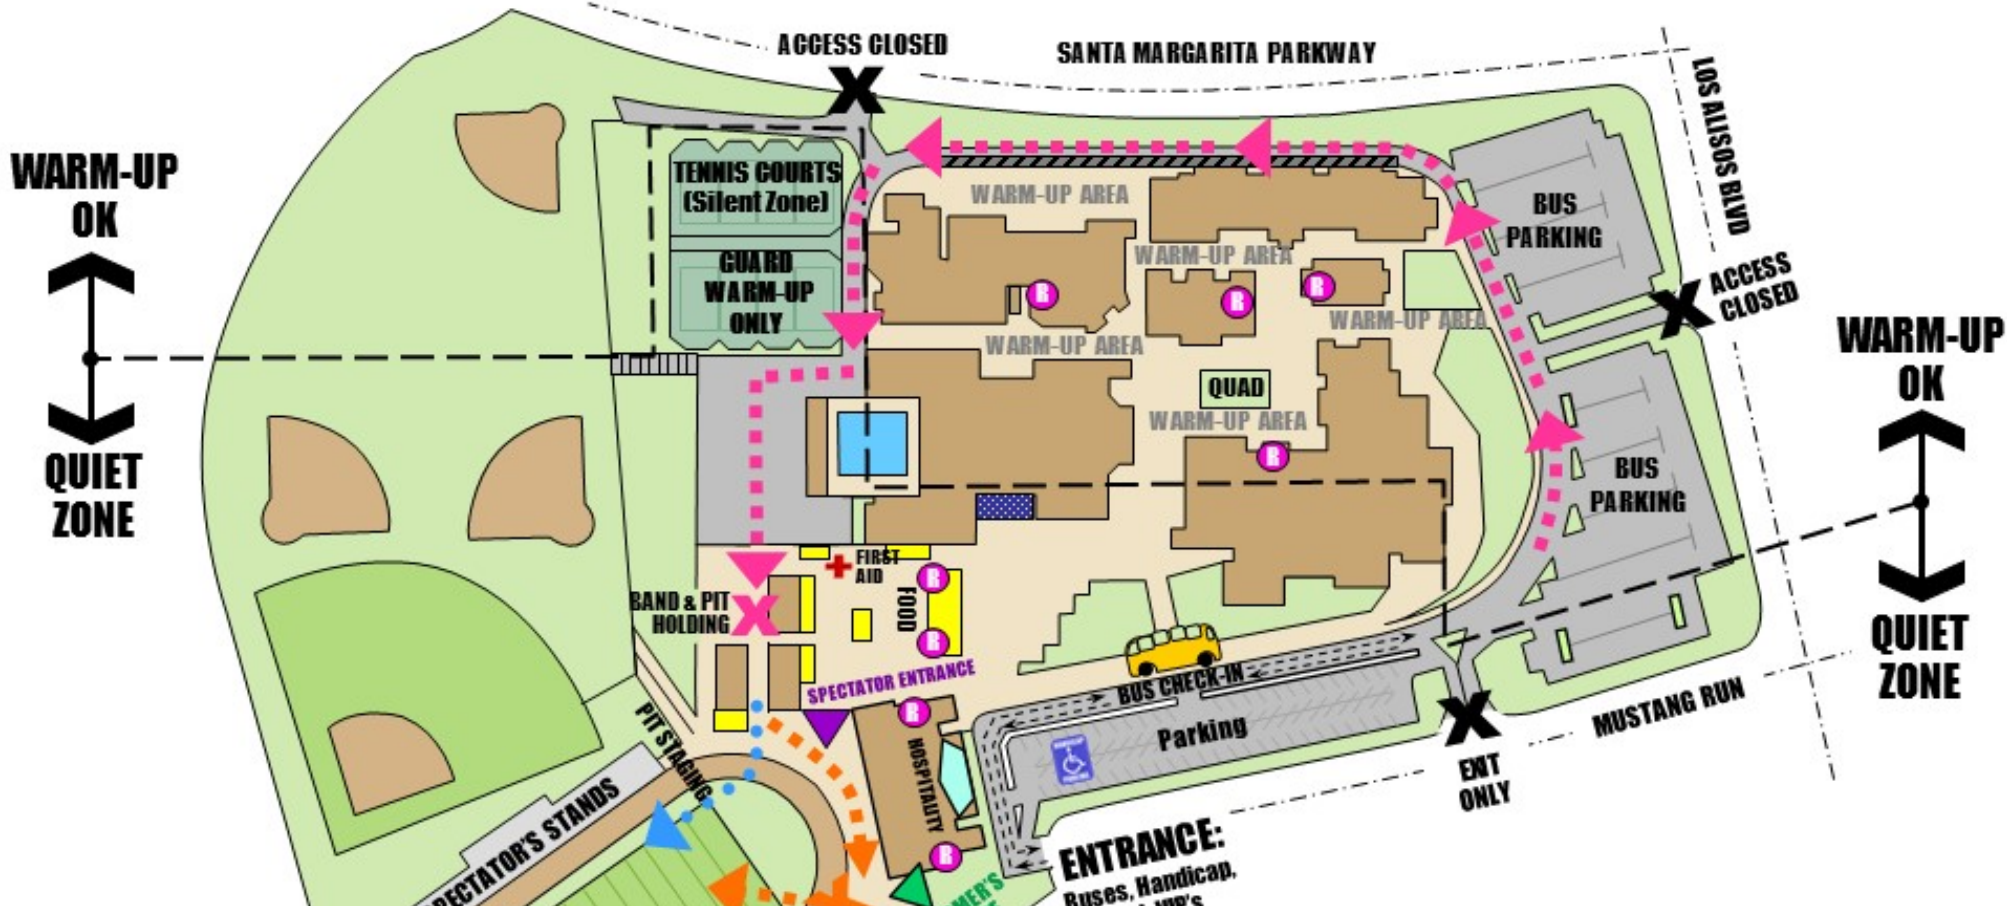 ACCESS CLOSED
SANTA MARGARITA PARKWAY
LOS ALISOS BLVD
WARM-UP
OK
QUIET
ZONE
TENNIS COURTS
(Silent Zone)
GUARD
WARM-UP
ONLY
WARM-UP AREA
WARM-UP AREA
WARM-UP AREA
WARM-UP AREA
WARM-UP AREA
R
R
R
R
QUAD
BUS
PARKING
ACCESS
CLOSED
BUS
PARKING
WARM-UP
OK
QUIET
ZONE
FIRST
AID
BAND & PIT
HOLDING
FOOD
R
R
SPECTATOR ENTRANCE
BUS CHECK-IN
Parking
EXIT
ONLY
MUSTANG RUN
PIT STAGING
R
HOSPITALITY
R
PECTATOR'S STANDS
ENTRANCE:
Buses, Handicap,
VIP's
MER'S